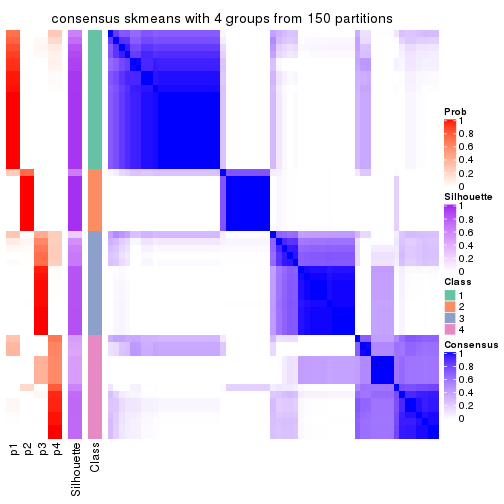 consensus skmeans with 4 groups from 150 partitions
Prob
1
0.8
0.6
0.4
0.2
0
Silhouette
1
0.8
0.6
0.4
0.2
0
Class
1
2
3
4
Consensus
1
0.8
0.6
0.4
0.2
0
p1
p2
p3
p4
Silhouette
Class